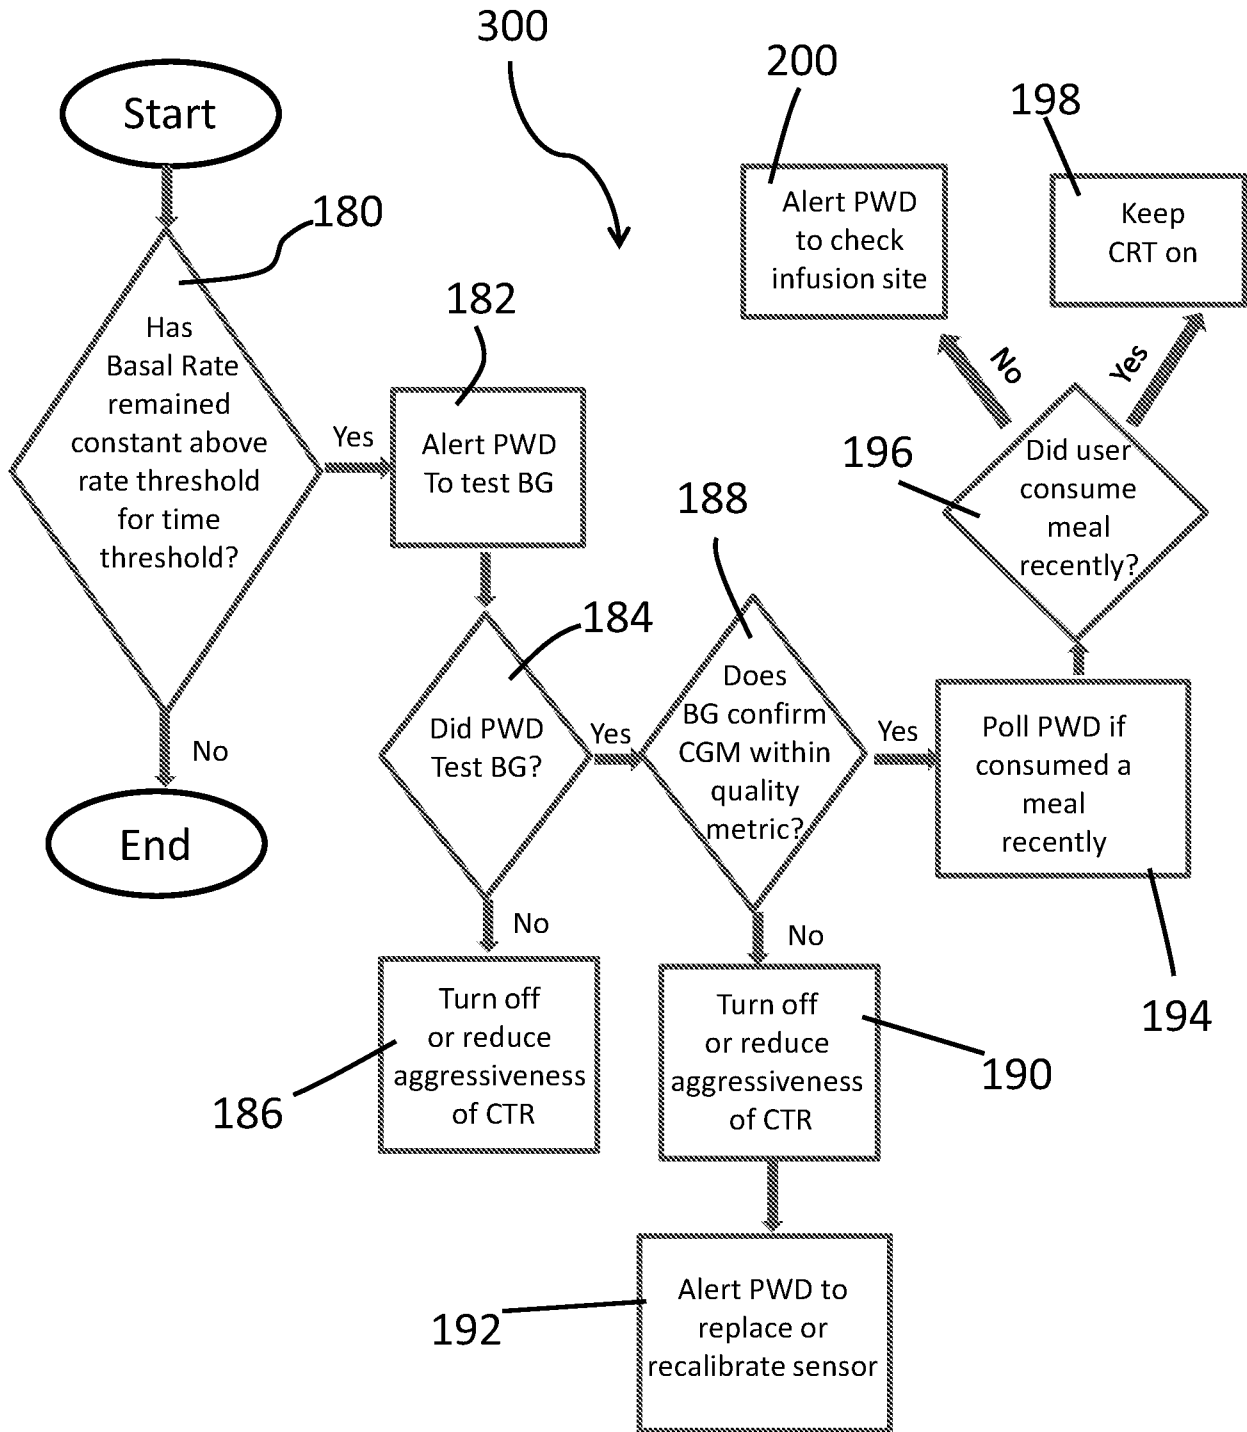 300
200
198
Start
180
Alert PWD
to check
infusion site
Keep
CRT on
182
Has
Basal Rate
remained
constant above
rate threshold
for time
threshold?
Yes
Alert PWD
To test BG
No
Yes
196
Did user
consume
meal
recently?
188
184
Did PWD
Test BG?
Yes
Does
BG confirm
CGM within
quality
metric?
Yes
Poll PWD if
consumed a
meal
recently
No
End
No
No
194
Turn off
or reduce
aggressiveness
of CTR
186
Turn off
or reduce
aggressiveness
of CTR
190
192
Alert PWD to
replace or
recalibrate sensor